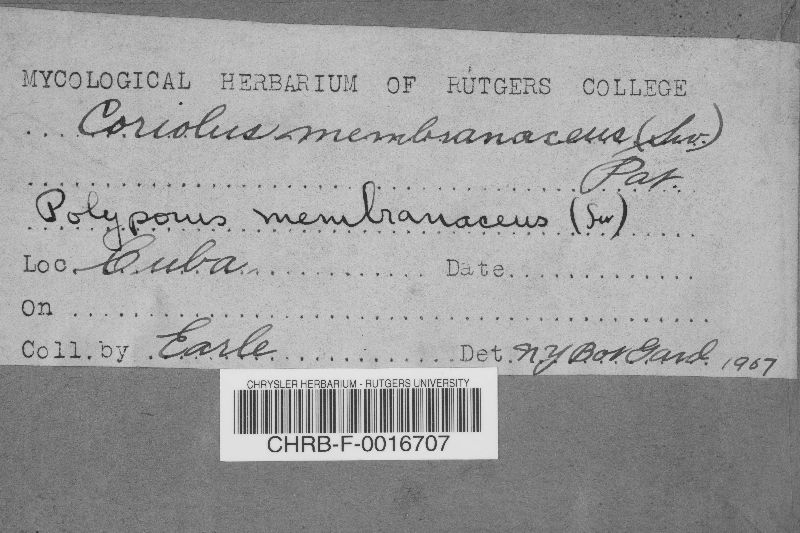 MYCOLOGICAL HERBARIUM OF RUTGERS COLLEGE
Coriolus membranaceus (Sw.)
Pat.
Polyporus membranaceus (Sw)
Loc. Cuba Date
On
Coll. by Earle Det. N Y Bot Gard. 1907
CHRYSLER HERBARIUM - RUTGERS UNIVERSITY
CHRB-F-0016707